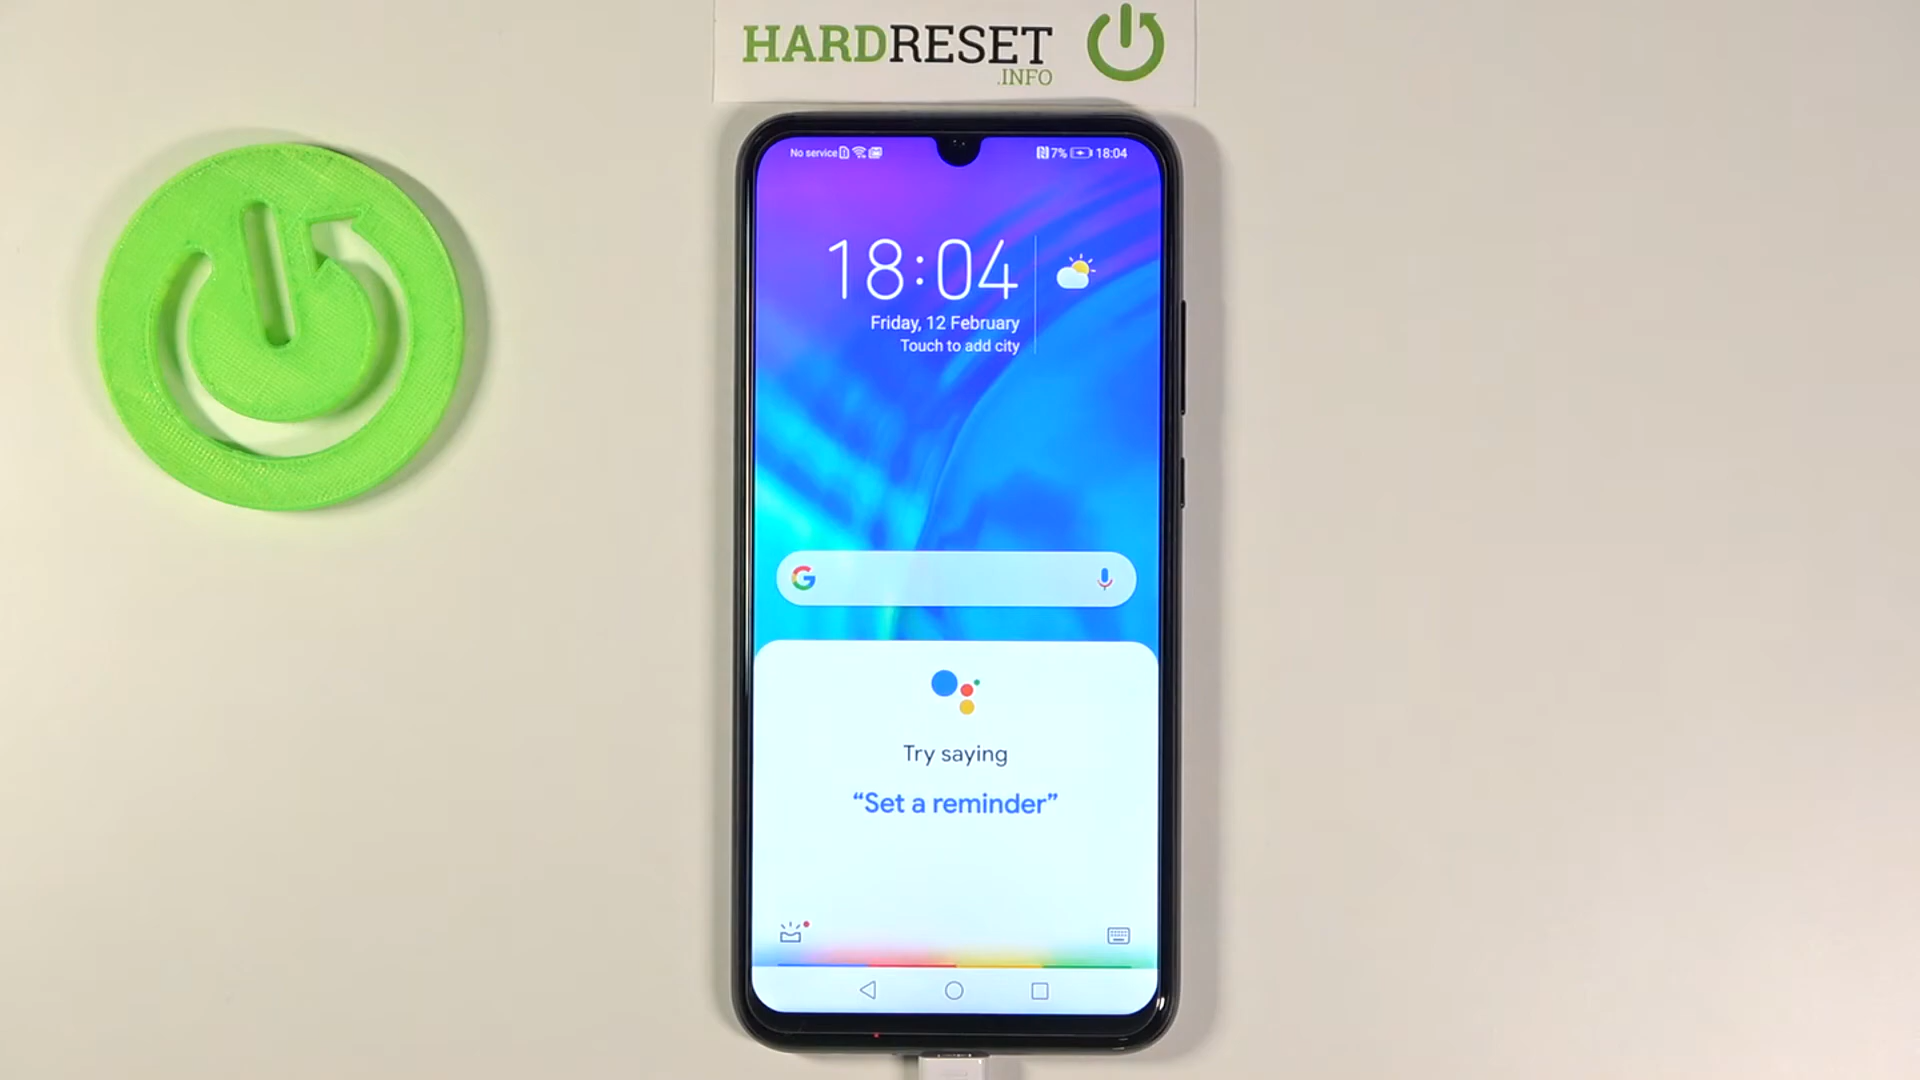 HARDRESET
.INFO
No service
7% 18:04
18:04
Friday, 12 February
Touch to add city
Try saying
“Set a reminder”